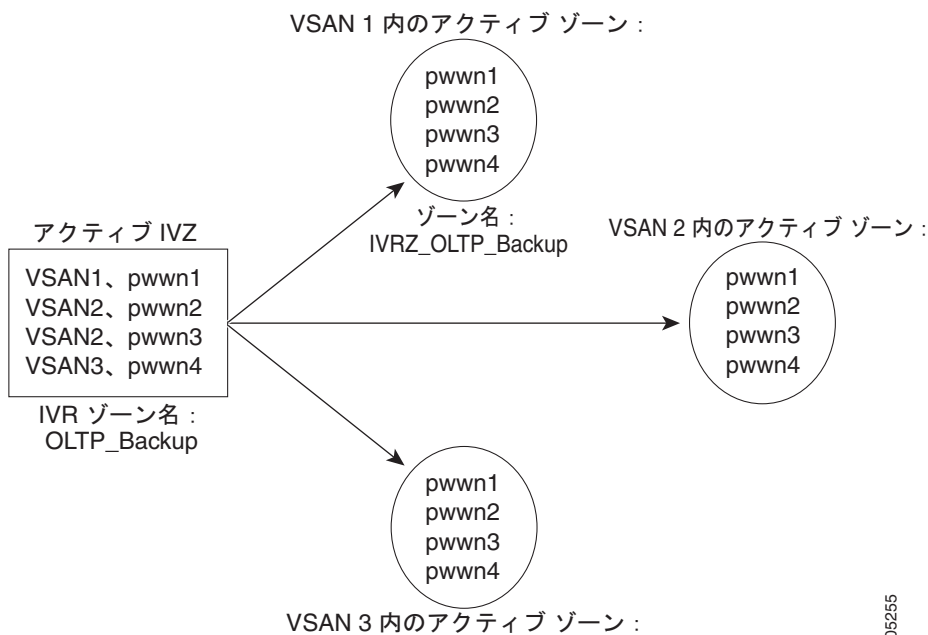 VSAN 1 内のアクティブ ゾーン：
pwwn1
pwwn2
pwwn3
pwwn4
ゾーン名：
IVRZ_OLTP_Backup
アクティブ IVZ
VSAN1、pwwn1
VSAN2、pwwn2
VSAN2、pwwn3
VSAN3、pwwn4
IVR ゾーン名：
OLTP_Backup
VSAN 2 内のアクティブ ゾーン：
pwwn1
pwwn2
pwwn3
pwwn4
pwwn1
pwwn2
pwwn3
pwwn4
VSAN 3 内のアクティブ ゾーン：
05255